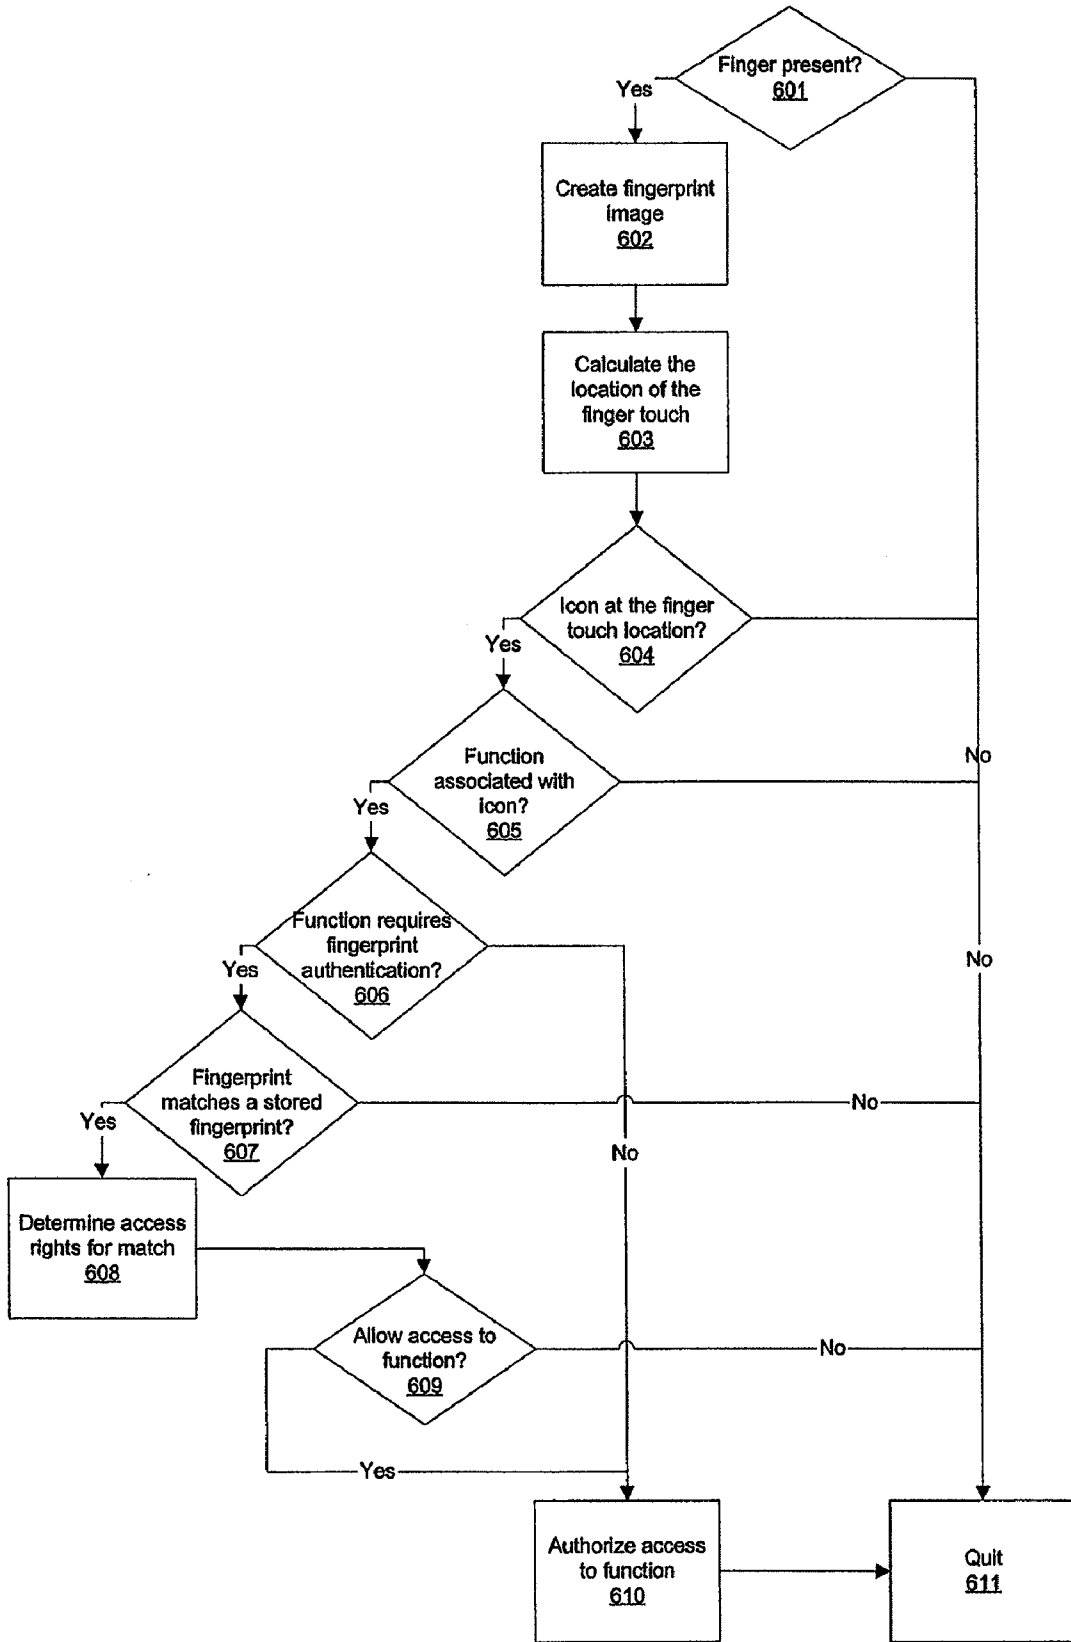 Finger present?
601
Yes
Create fingerprint
image
602
Calculate the
location of the
finger touch
603
Icon at the finger
touch location?
604
Yes
Function
associated with
icon?
605
No
Yes
Function requires
fingerprint
authentication?
606
No
Yes
Fingerprint
matches a stored
fingerprint?
607
No
Yes
No
Determine access
rights for match
608
Allow access to
function?
609
No
Yes
Authorize access
to function
610
Quit
611